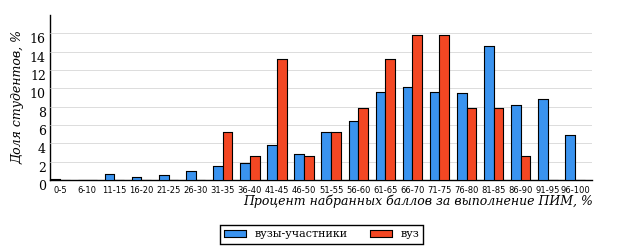 Доля студентов, %
16
14
12
10
8
6
4
2
0
0-5 6-10 11-15 16-20 21-25 26-30 31-35 36-40 41-45 46-50 51-55 56-60 61-65 66-70 71-75 76-80 81-85 86-90 91-95 96-100
Процент набранных баллов за выполнение ПИМ, %
вузы-участники вуз